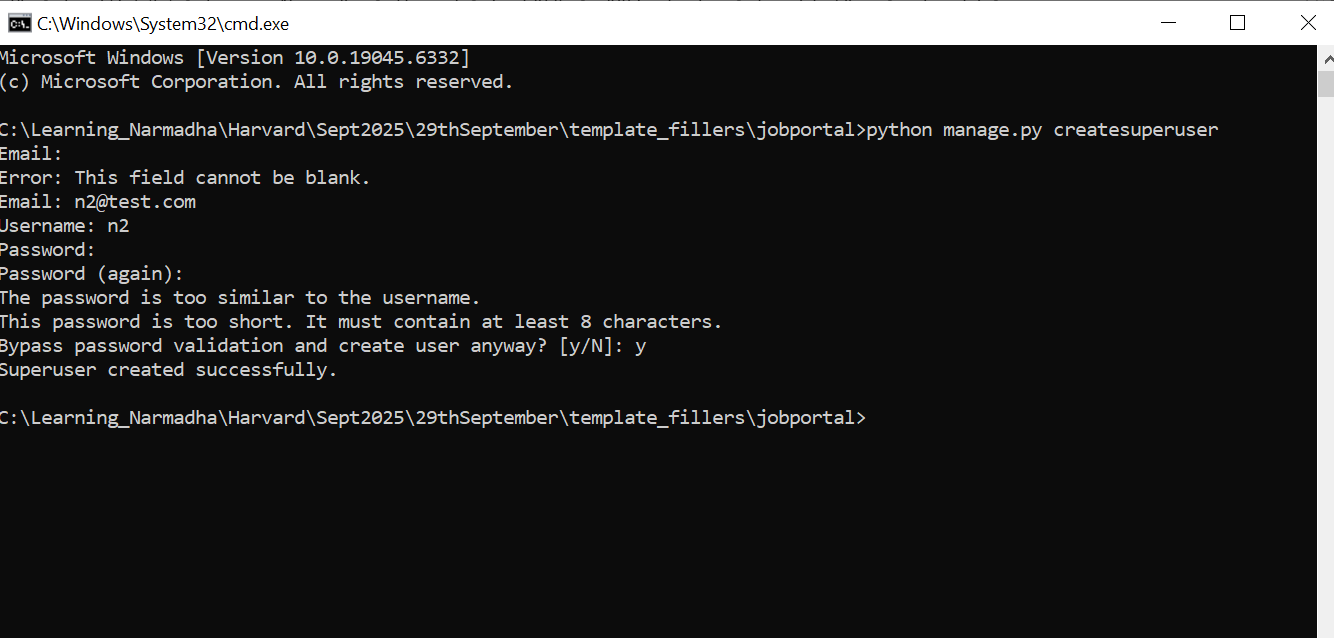 C:\Windows\System32\cmd.exe
Microsoft Windows [Version 10.0.19045.6332]
(c) Microsoft Corporation. All rights reserved.
C:\Learning_Narmadha\Harvard\Sept2025\29thSeptember\template_fillers\jobportal>python manage.py createsuperuser
Email:
Error: This field cannot be blank.
Email: n2@test.com
Username: n2
Password:
Password (again):
The password is too similar to the username.
This password is too short. It must contain at least 8 characters.
Bypass password validation and create user anyway? [y/N]: y
Superuser created successfully.
C:\Learning_Narmadha\Harvard\Sept2025\29thSeptember\template_fillers\jobportal>